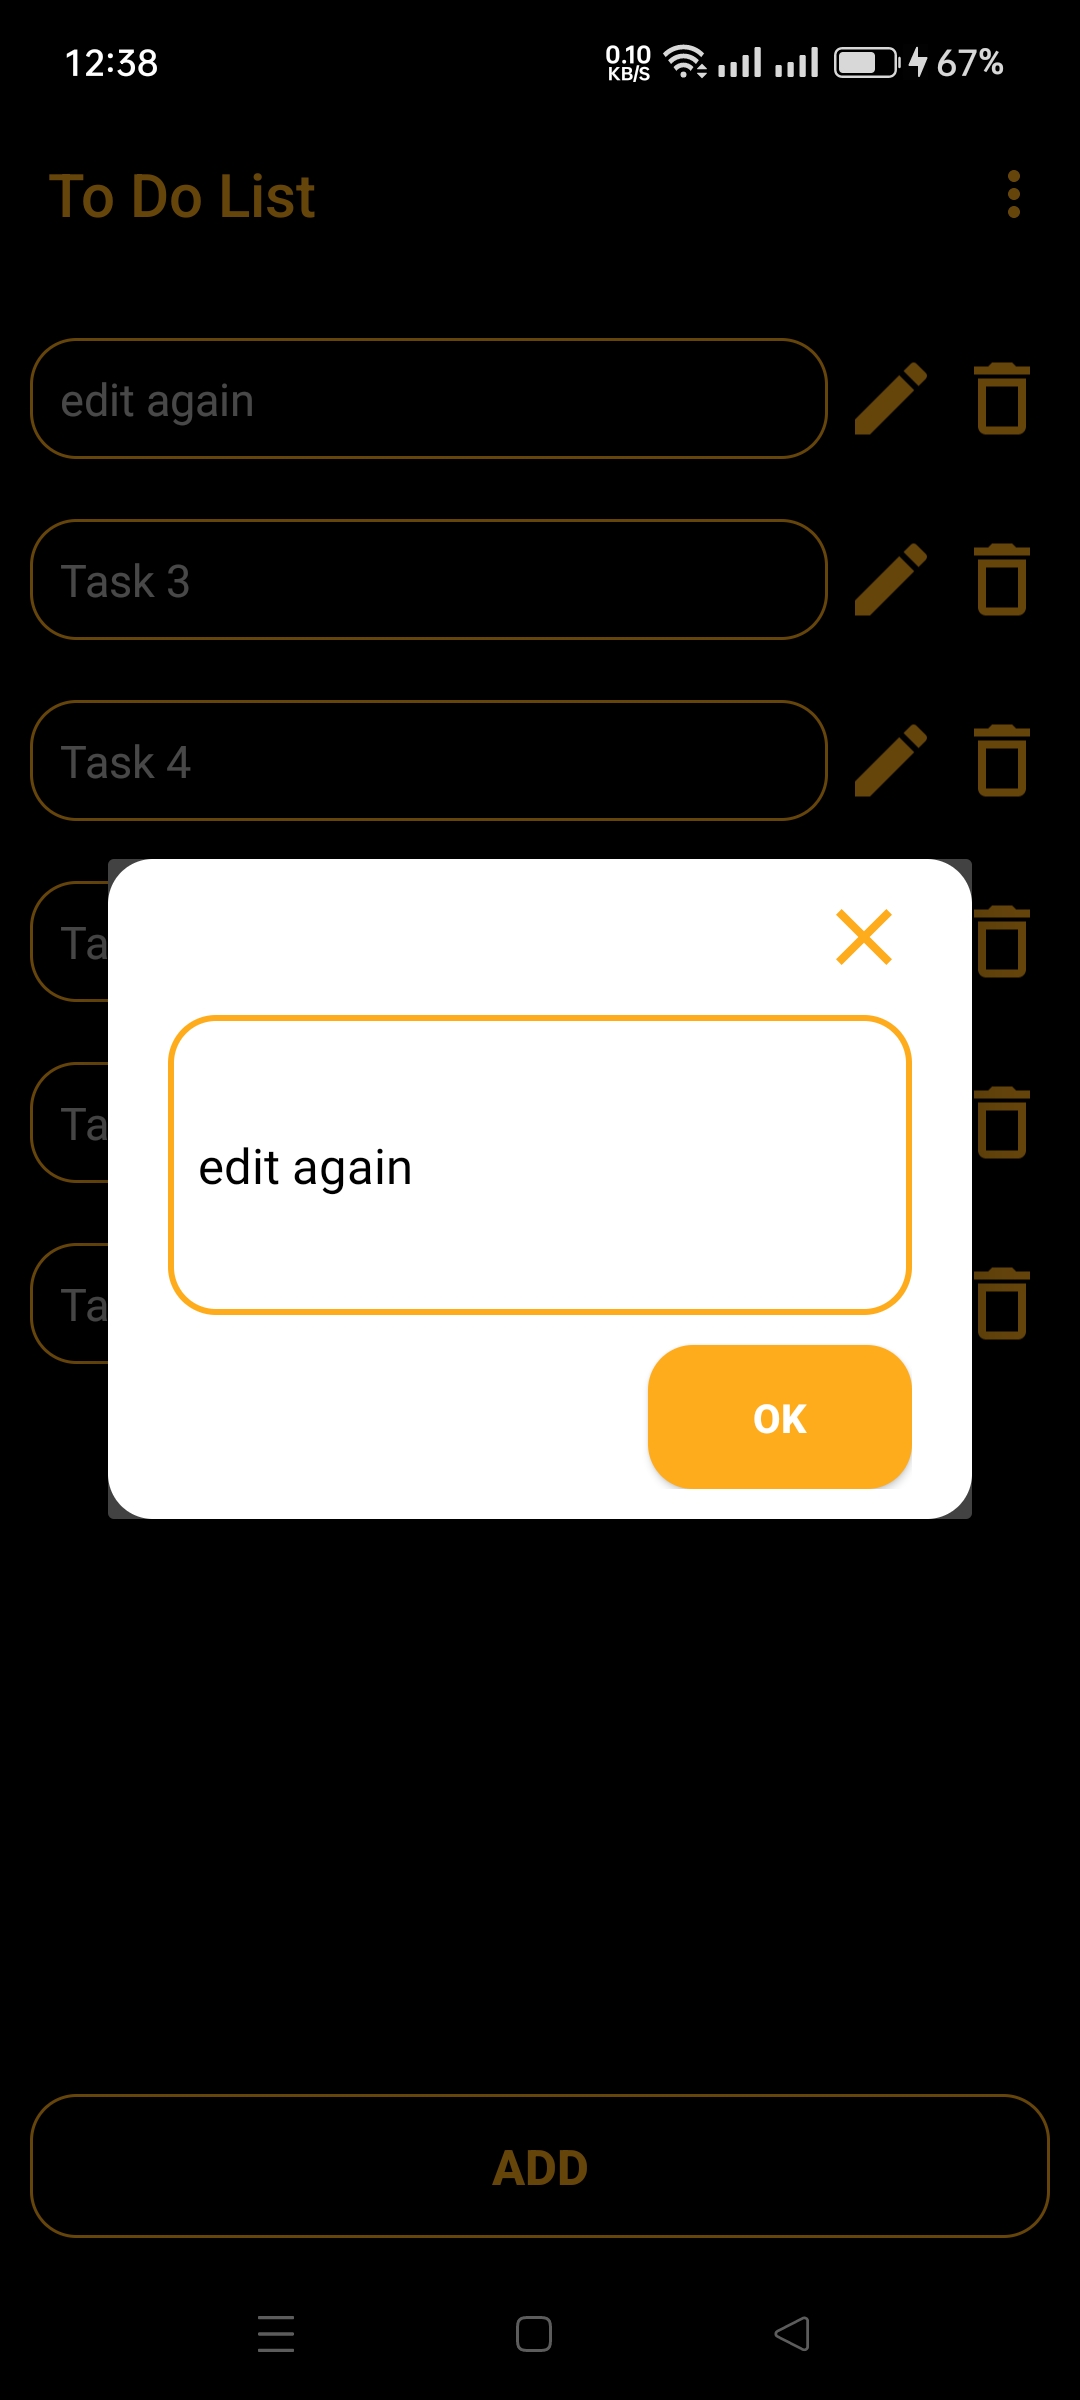 12:38
0.10
KB/S
67%
To Do List
edit again
Task 3
Task 4
Ta
edit again
Ta
Ta
OK
ADD